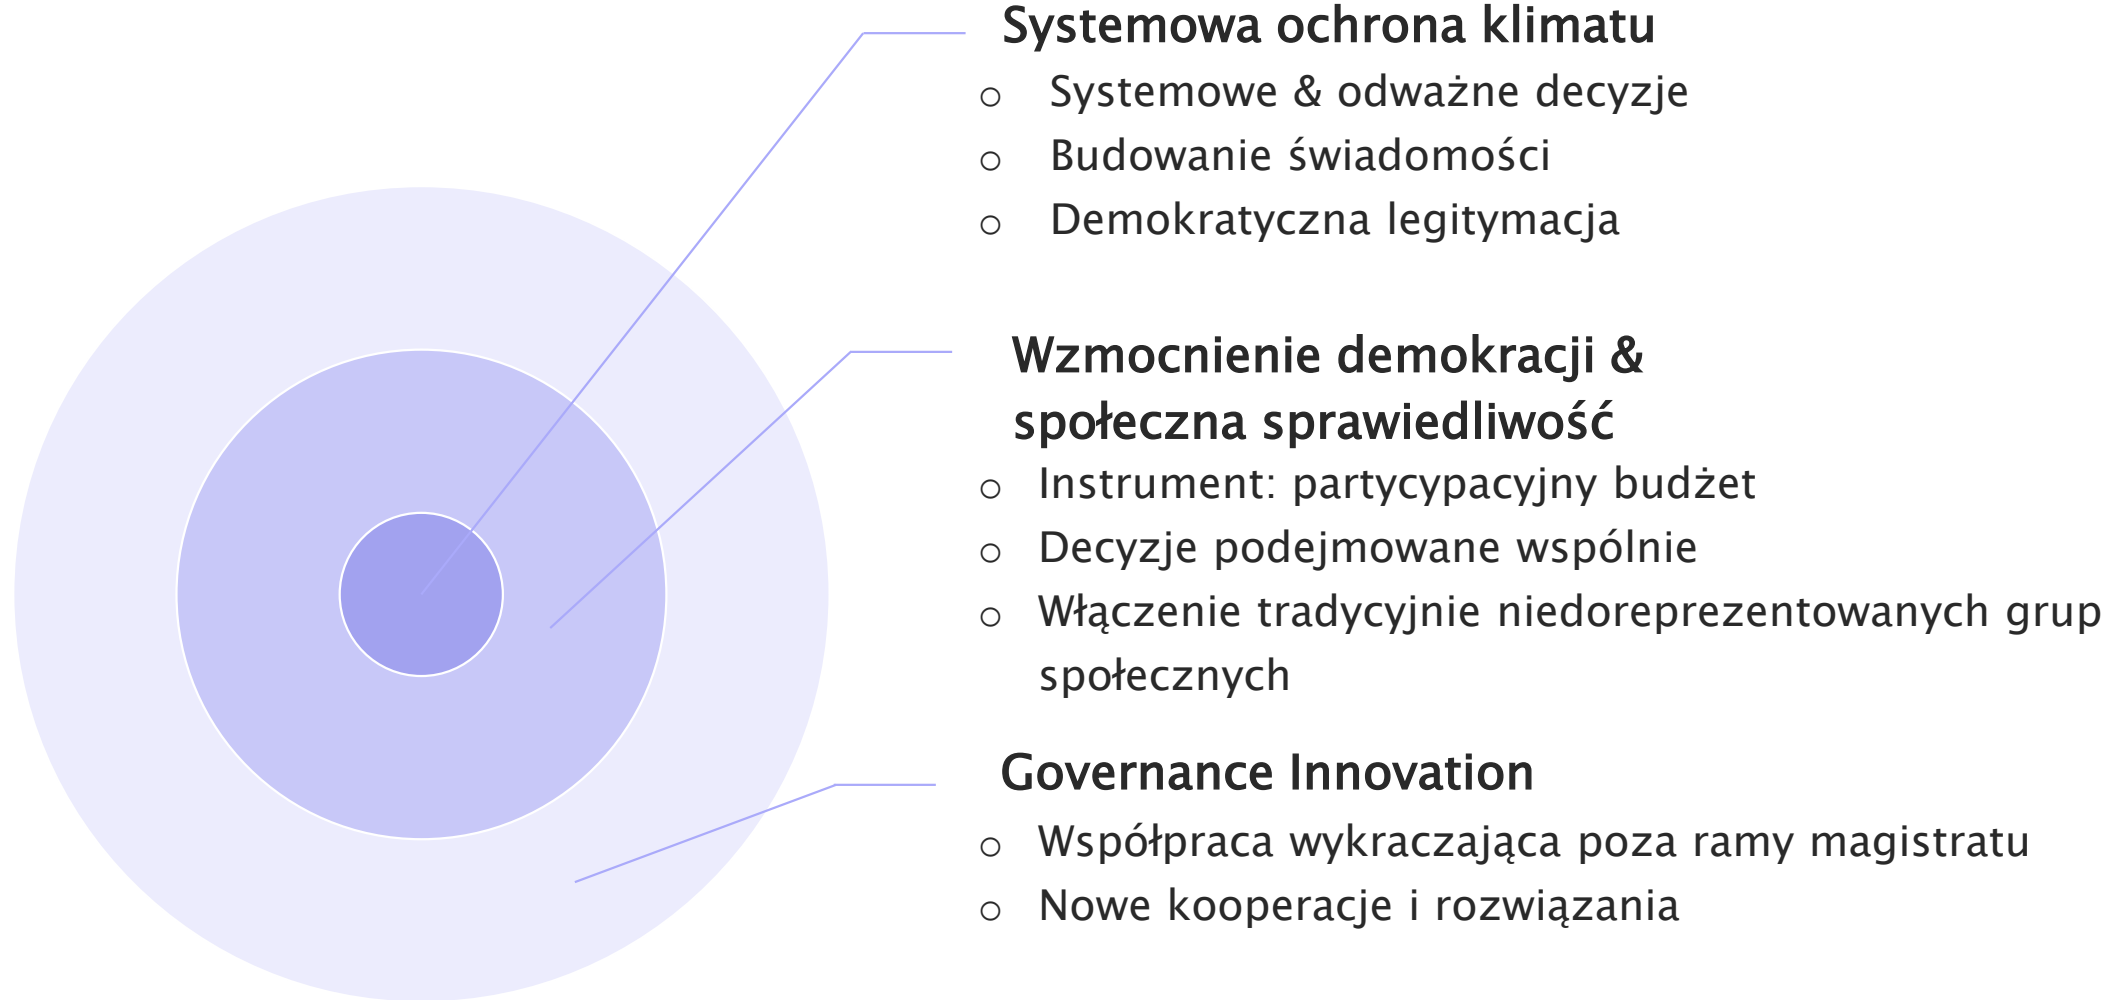 Systemowa ochrona klimatu
o Systemowe & odważne decyzje
o Budowanie świadomości
o Demokratyczna legitymacja
Wzmocnienie demokracji &
społeczna sprawiedliwość
o Instrument: partycypacyjny budżet
o Decyzje podejmowane wspólnie
o Włączenie tradycyjnie niedoreprezentowanych grup
społecznych
Governance Innovation
o Współpraca wykraczająca poza ramy magistratu
o Nowe kooperacje i rozwiązania